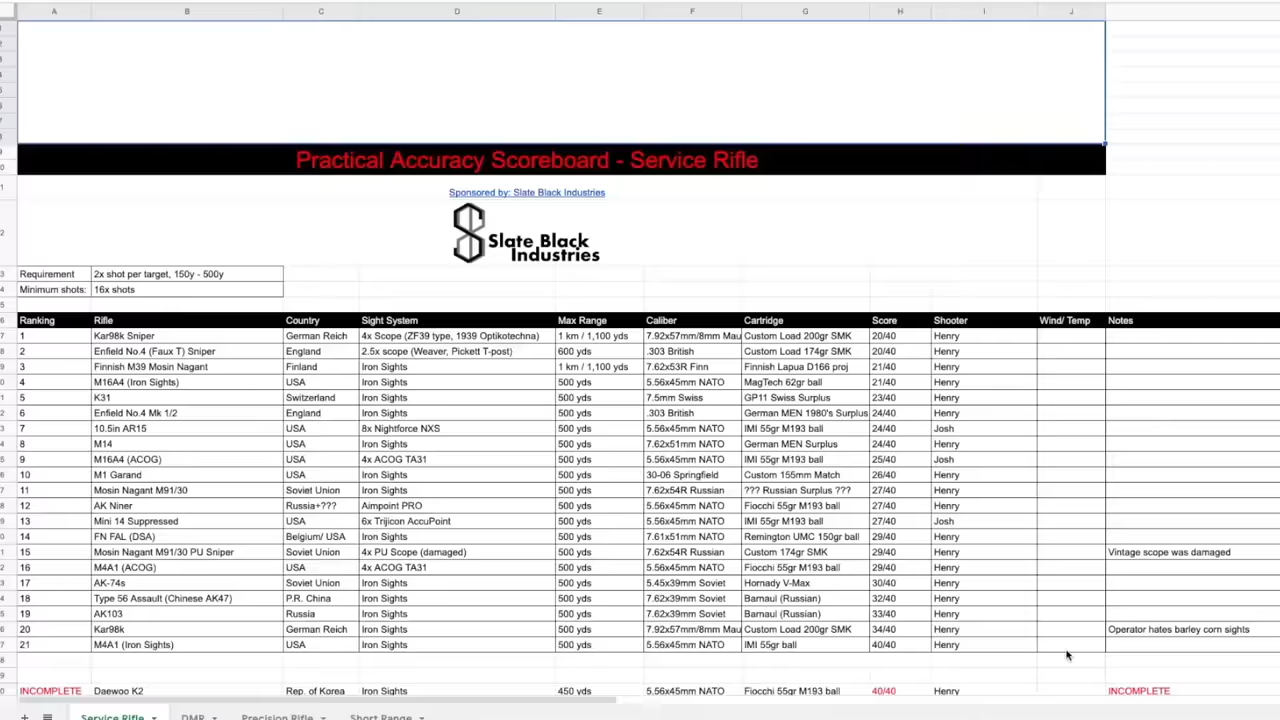 A B C D E F G H I J
Practical Accuracy Scoreboard - Service Rifle
Sponsored by: Slate Black Industries
Slate Black
Industries
Requirement 2x shot per target, 150y - 500y
Minimum shots: 16x shots
Ranking Rifle Country Sight System Max Range Caliber Cartridge Score Shooter Wind/ Temp Notes
1 Kar98k Sniper German Reich 4x Scope (ZF39 type, 1939 Optikotechna) 1 km / 1,100 yds 7.92x57mm/8mm Mau Custom Load 200gr SMK 20/40 Henry
2 Enfield No.4 (Faux T) Sniper England 2.5x scope (Weaver, Pickett T-post) 600 yds .303 British Custom Load 174gr SMK 20/40 Henry
3 Finnish M39 Mosin Nagant Finland Iron Sights 1 km / 1,100 yds 7.62x53R Finn Finnish Lapua D166 proj 21/40 Henry
4 M16A4 (Iron Sights) USA Iron Sights 500 yds 5.56x45mm NATO MagTech 62gr ball 21/40 Henry
5 K31 Switzerland Iron Sights 500 yds 7.5mm Swiss GP11 Swiss Surplus 23/40 Henry
6 Enfield No.4 Mk 1/2 England Iron Sights 500 yds .303 British German MEN 1980's Surplus 24/40 Henry
7 10.5in AR15 USA 8x Nightforce NXS 500 yds 5.56x45mm NATO IMI 55gr M193 ball 24/40 Josh
8 M14 USA Iron Sights 500 yds 7.62x51mm NATO German MEN Surplus 24/40 Henry
9 M16A4 (ACOG) USA 4x ACOG TA31 500 yds 5.56x45mm NATO IMI 55gr M193 ball 25/40 Josh
10 M1 Garand USA Iron Sights 500 yds 30-06 Springfield Custom 155mm Match 26/40 Henry
11 Mosin Nagant M91/30 Soviet Union Iron Sights 500 yds 7.62x54R Russian ??? Russian Surplus ??? 27/40 Henry
12 AK Niner Russia+??? Aimpoint PRO 500 yds 5.56x45mm NATO Fiocchi 55gr M193 ball 27/40 Henry
13 Mini 14 Suppressed USA 6x Trijicon AccuPoint 500 yds 5.56x45mm NATO IMI 55gr M193 ball 27/40 Josh
14 FN FAL (DSA) Belgium/ USA Iron Sights 500 yds 7.61x51mm NATO Remington UMC 150gr ball 29/40 Henry
15 Mosin Nagant M91/30 PU Sniper Soviet Union 4x PU Scope (damaged) 500 yds 7.62x54R Russian Custom 174gr SMK 29/40 Henry Vintage scope was damaged
16 M4A1 (ACOG) USA 4x ACOG TA31 500 yds 5.56x45mm NATO Fiocchi 55gr M193 ball 29/40 Henry
17 AK-74s Soviet Union Iron Sights 500 yds 5.45x39mm Soviet Hornady V-Max 30/40 Henry
18 Type 56 Assault (Chinese AK47) P.R. China Iron Sights 500 yds 7.62x39mm Soviet Barnaul (Russian) 32/40 Henry
19 AK103 Russia Iron Sights 500 yds 7.62x39mm Soviet Barnaul (Russian) 33/40 Henry
20 Kar98k German Reich Iron Sights 500 yds 7.92x57mm/8mm Mau Custom Load 200gr SMK 34/40 Henry Operator hates barley corn sights
21 M4A1 (Iron Sights) USA Iron Sights 500 yds 5.56x45mm NATO IMI 55gr ball 40/40 Henry
INCOMPLETE Daewoo K2 Rep. of Korea Iron Sights 450 yds 5.56x45mm NATO Fiocchi 55gr M193 ball 40/40 Henry INCOMPLETE
Service Rifle DMR Precision Rifle Short Range